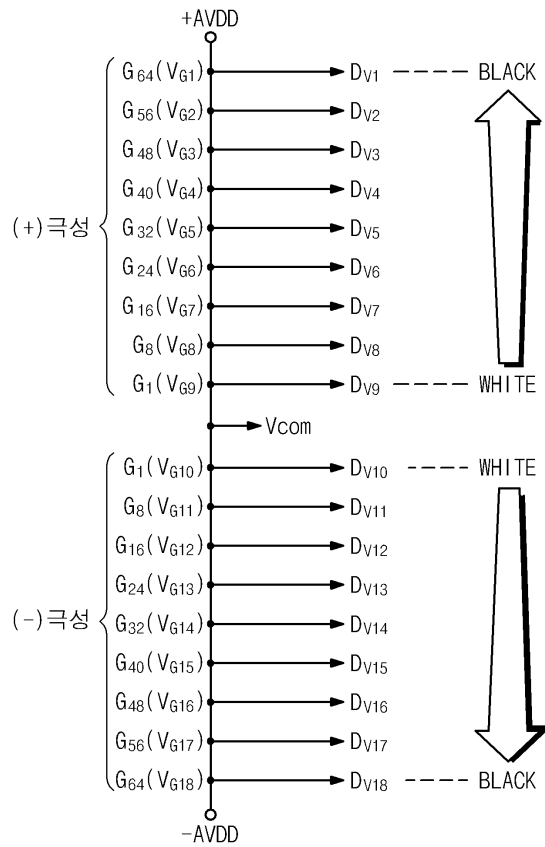 +AVDD
G64(VG1) DV1 BLACK
G56(VG2) DV2
G48(VG3) DV3
G40(VG4) DV4
(+)극성 G32(VG5) DV5
G24(VG6) DV6
G16(VG7) DV7
G8(VG8) DV8
G1(VG9) DV9 WHITE
Vcom
G1(VG10) DV10 WHITE
G8(VG11) DV11
G16(VG12) DV12
G24(VG13) DV13
(-)극성 G32(VG14) DV14
G40(VG15) DV15
G48(VG16) DV16
G56(VG17) DV17
G64(VG18) DV18 BLACK
-AVDD